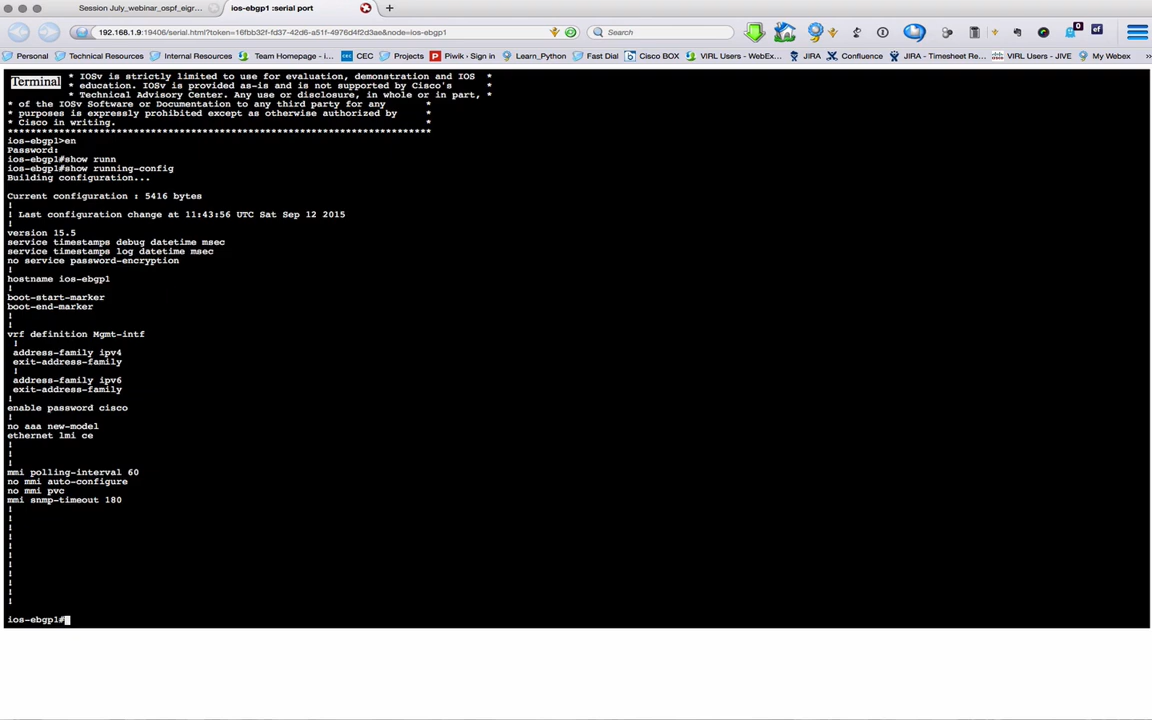 Session July_webinar_ospf_eigr...
ios-ebgp1 :serial port
192.168.1.9:19406/serial.html?token=16fbb32f-fd37-42d6-a51f-4976d4f2d3ae&node=ios-ebgp1
Search
0
ef
Personal Technical Resources Internal Resources Team Homepage - i... CEC Projects Piwik · Sign in Learn_Python Fast Dial Cisco BOX VIRL Users - WebEx... JIRA Confluence JIRA: Timesheet Re... VIRL Users - JIVE My Webex
Terminal
* IOSv is strictly limited to use for evaluation, demonstration and IOS *
* education. IOSv is provided as-is and is not supported by Cisco's *
* Technical Advisory Center. Any use or disclosure, in whole or in part, *
* of the IOSv Software or Documentation to any third party for any *
* purposes is expressly prohibited except as otherwise authorized by *
* Cisco in writing. *
**************************************************************************
ios-ebgp1>en
Password:
ios-ebgp1#show runn
ios-ebgp1#show running-config
Building configuration...
Current configuration : 5416 bytes
!
! Last configuration change at 11:43:56 UTC Sat Sep 12 2015
!
version 15.5
service timestamps debug datetime msec
service timestamps log datetime msec
no service password-encryption
!
hostname ios-ebgp1
!
boot-start-marker
boot-end-marker
!
!
vrf definition Mgmt-intf
!
address-family ipv4
exit-address-family
!
address-family ipv6
exit-address-family
!
enable password cisco
!
no aaa new-model
ethernet lmi ce
!
!
!
mmi polling-interval 60
no mmi auto-configure
no mmi pvc
mmi snmp-timeout 180
!
!
!
!
!
!
!
!
!
!
!
ios-ebgp1#